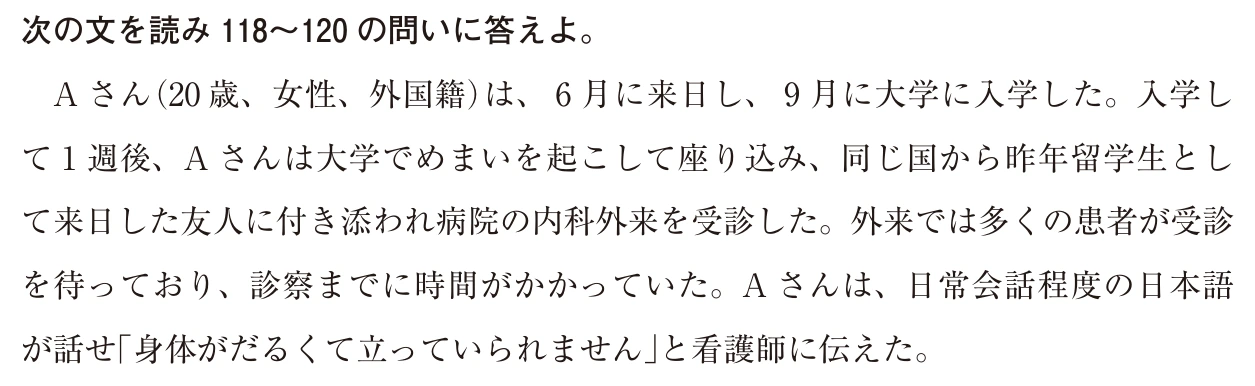 次の文を読み 118～120 の問いに答えよ。
A さん(20 歳、女性、外国籍)は、6 月に来日し、9 月に大学に入学した。入学し
て 1 週後、A さんは大学でめまいを起こして座り込み、同じ国から昨年留学生とし
て来日した友人に付き添われ病院の内科外来を受診した。外来では多くの患者が受診
を待っており、診察までに時間がかかっていた。A さんは、日常会話程度の日本語
が話せ「身体がだるくて立っていられません」と看護師に伝えた。